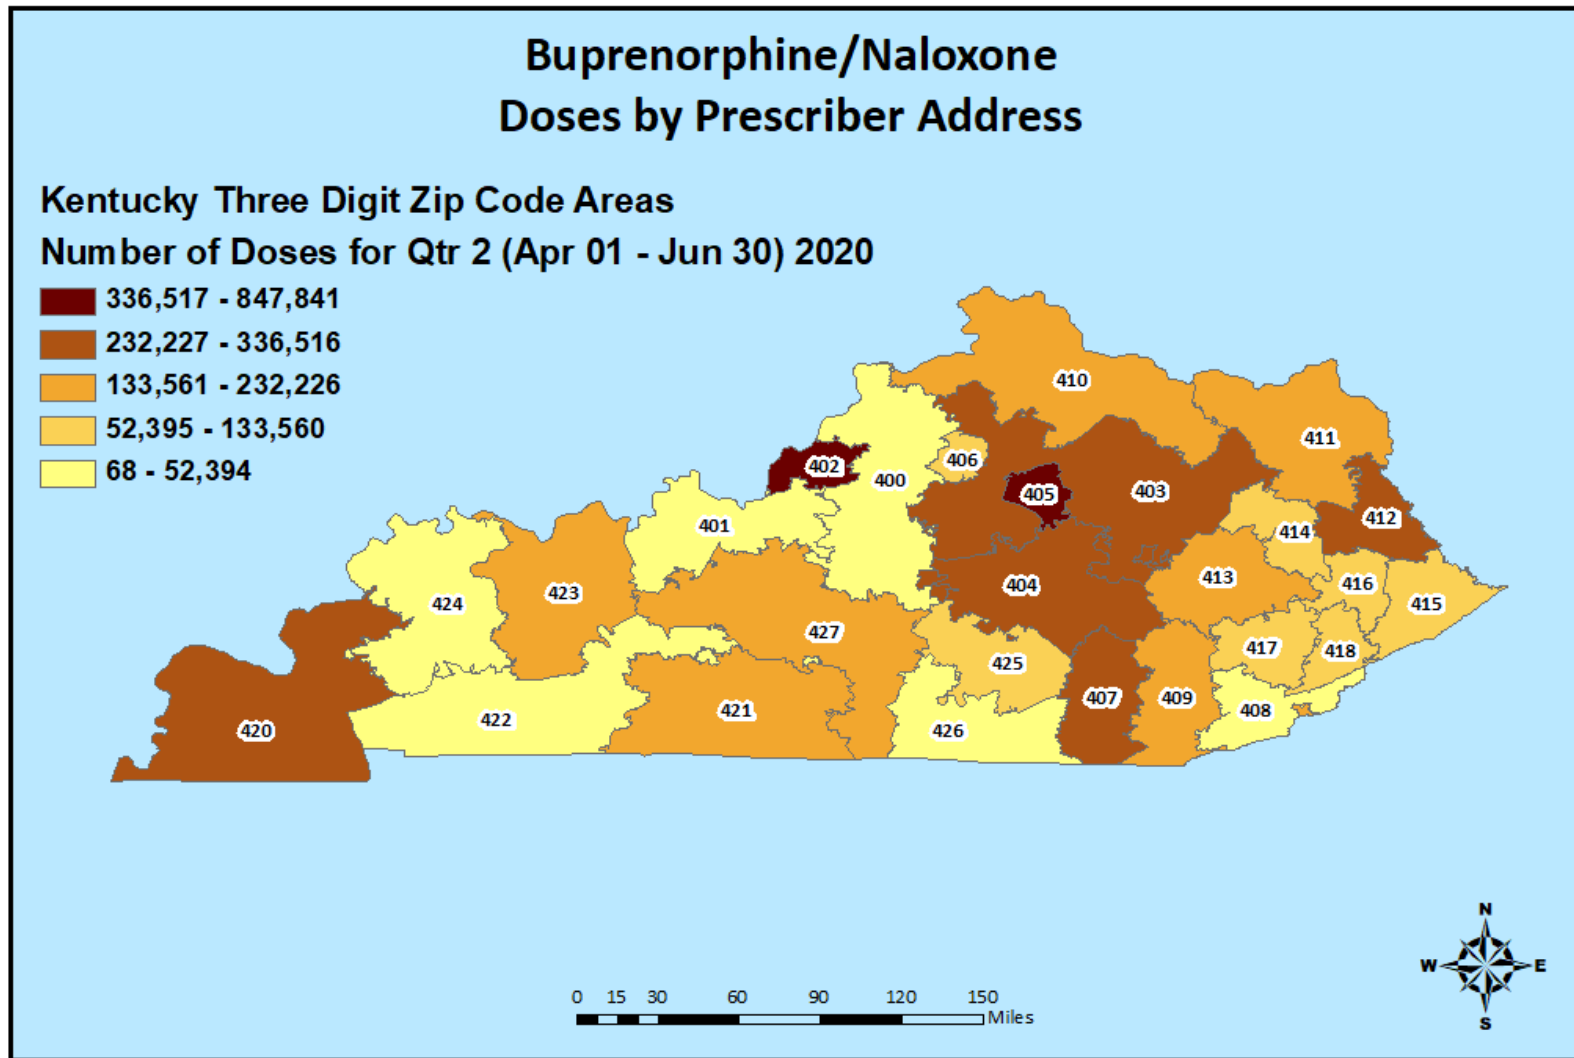 Buprenorphine/Naloxone
Doses by Prescriber Address
Kentucky Three Digit Zip Code Areas
Number of Doses for Qtr 2 (Apr 01 - Jun 30) 2020
336,517 - 847,841
232,227 - 336,516
133,561 - 232,226
52,395 - 133,560
68 - 52,394
410
411
406
402
400
405
403
412
401
414
413
416
415
404
423
424
427
417
418
425
407
409
408
421
422
426
420
N
W
E
S
0 15 30 60 90 120 150
Miles